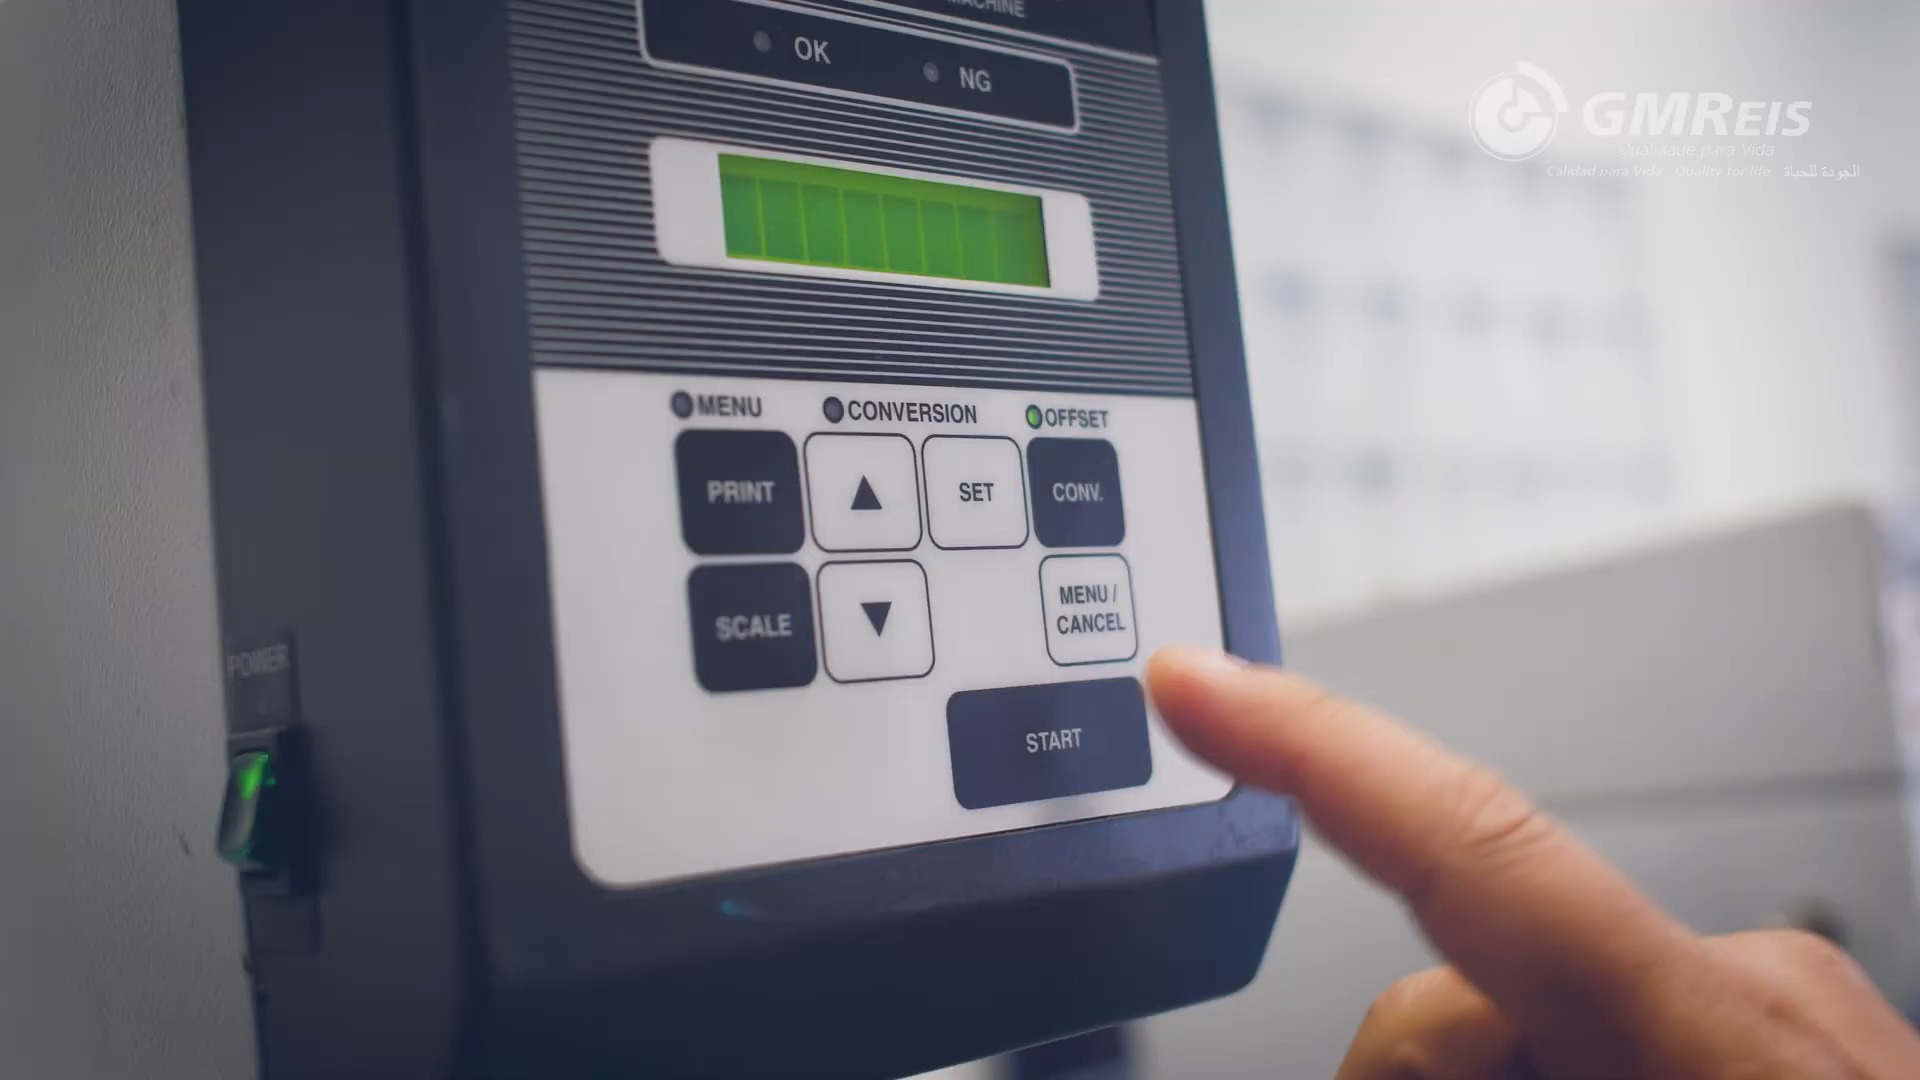 MACHINE
OK
NG
GMREIS
Qualidade para Vida
Calidad para Vida Quality for life الجودة للحياة
MENU
CONVERSION
OFFSET
PRINT
▲
SET
CONV.
SCALE
▼
MENU /
CANCEL
START
POWER